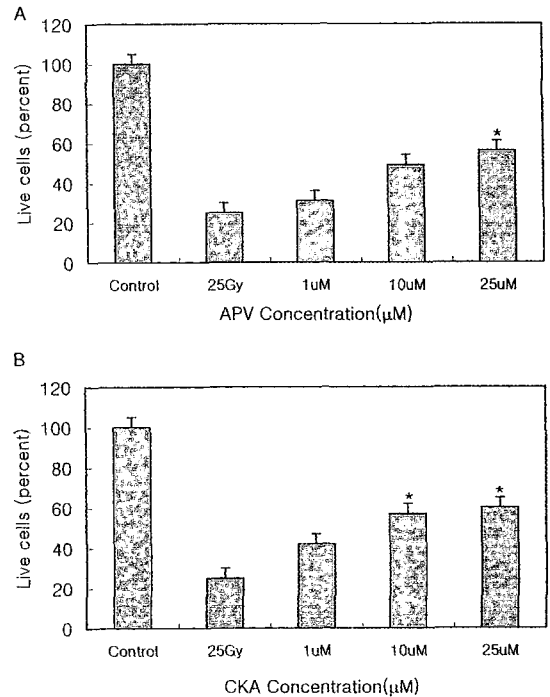 A
120
100
80
60
40
20
0
Live cells (percent)
*
Control 25Gy 1uM 10uM 25uM
APV Concentration(μM)
B
120
100
80
60
40
20
0
Live cells (percent)
* *
Control 25Gy 1uM 10uM 25uM
CKA Concentration(μM)